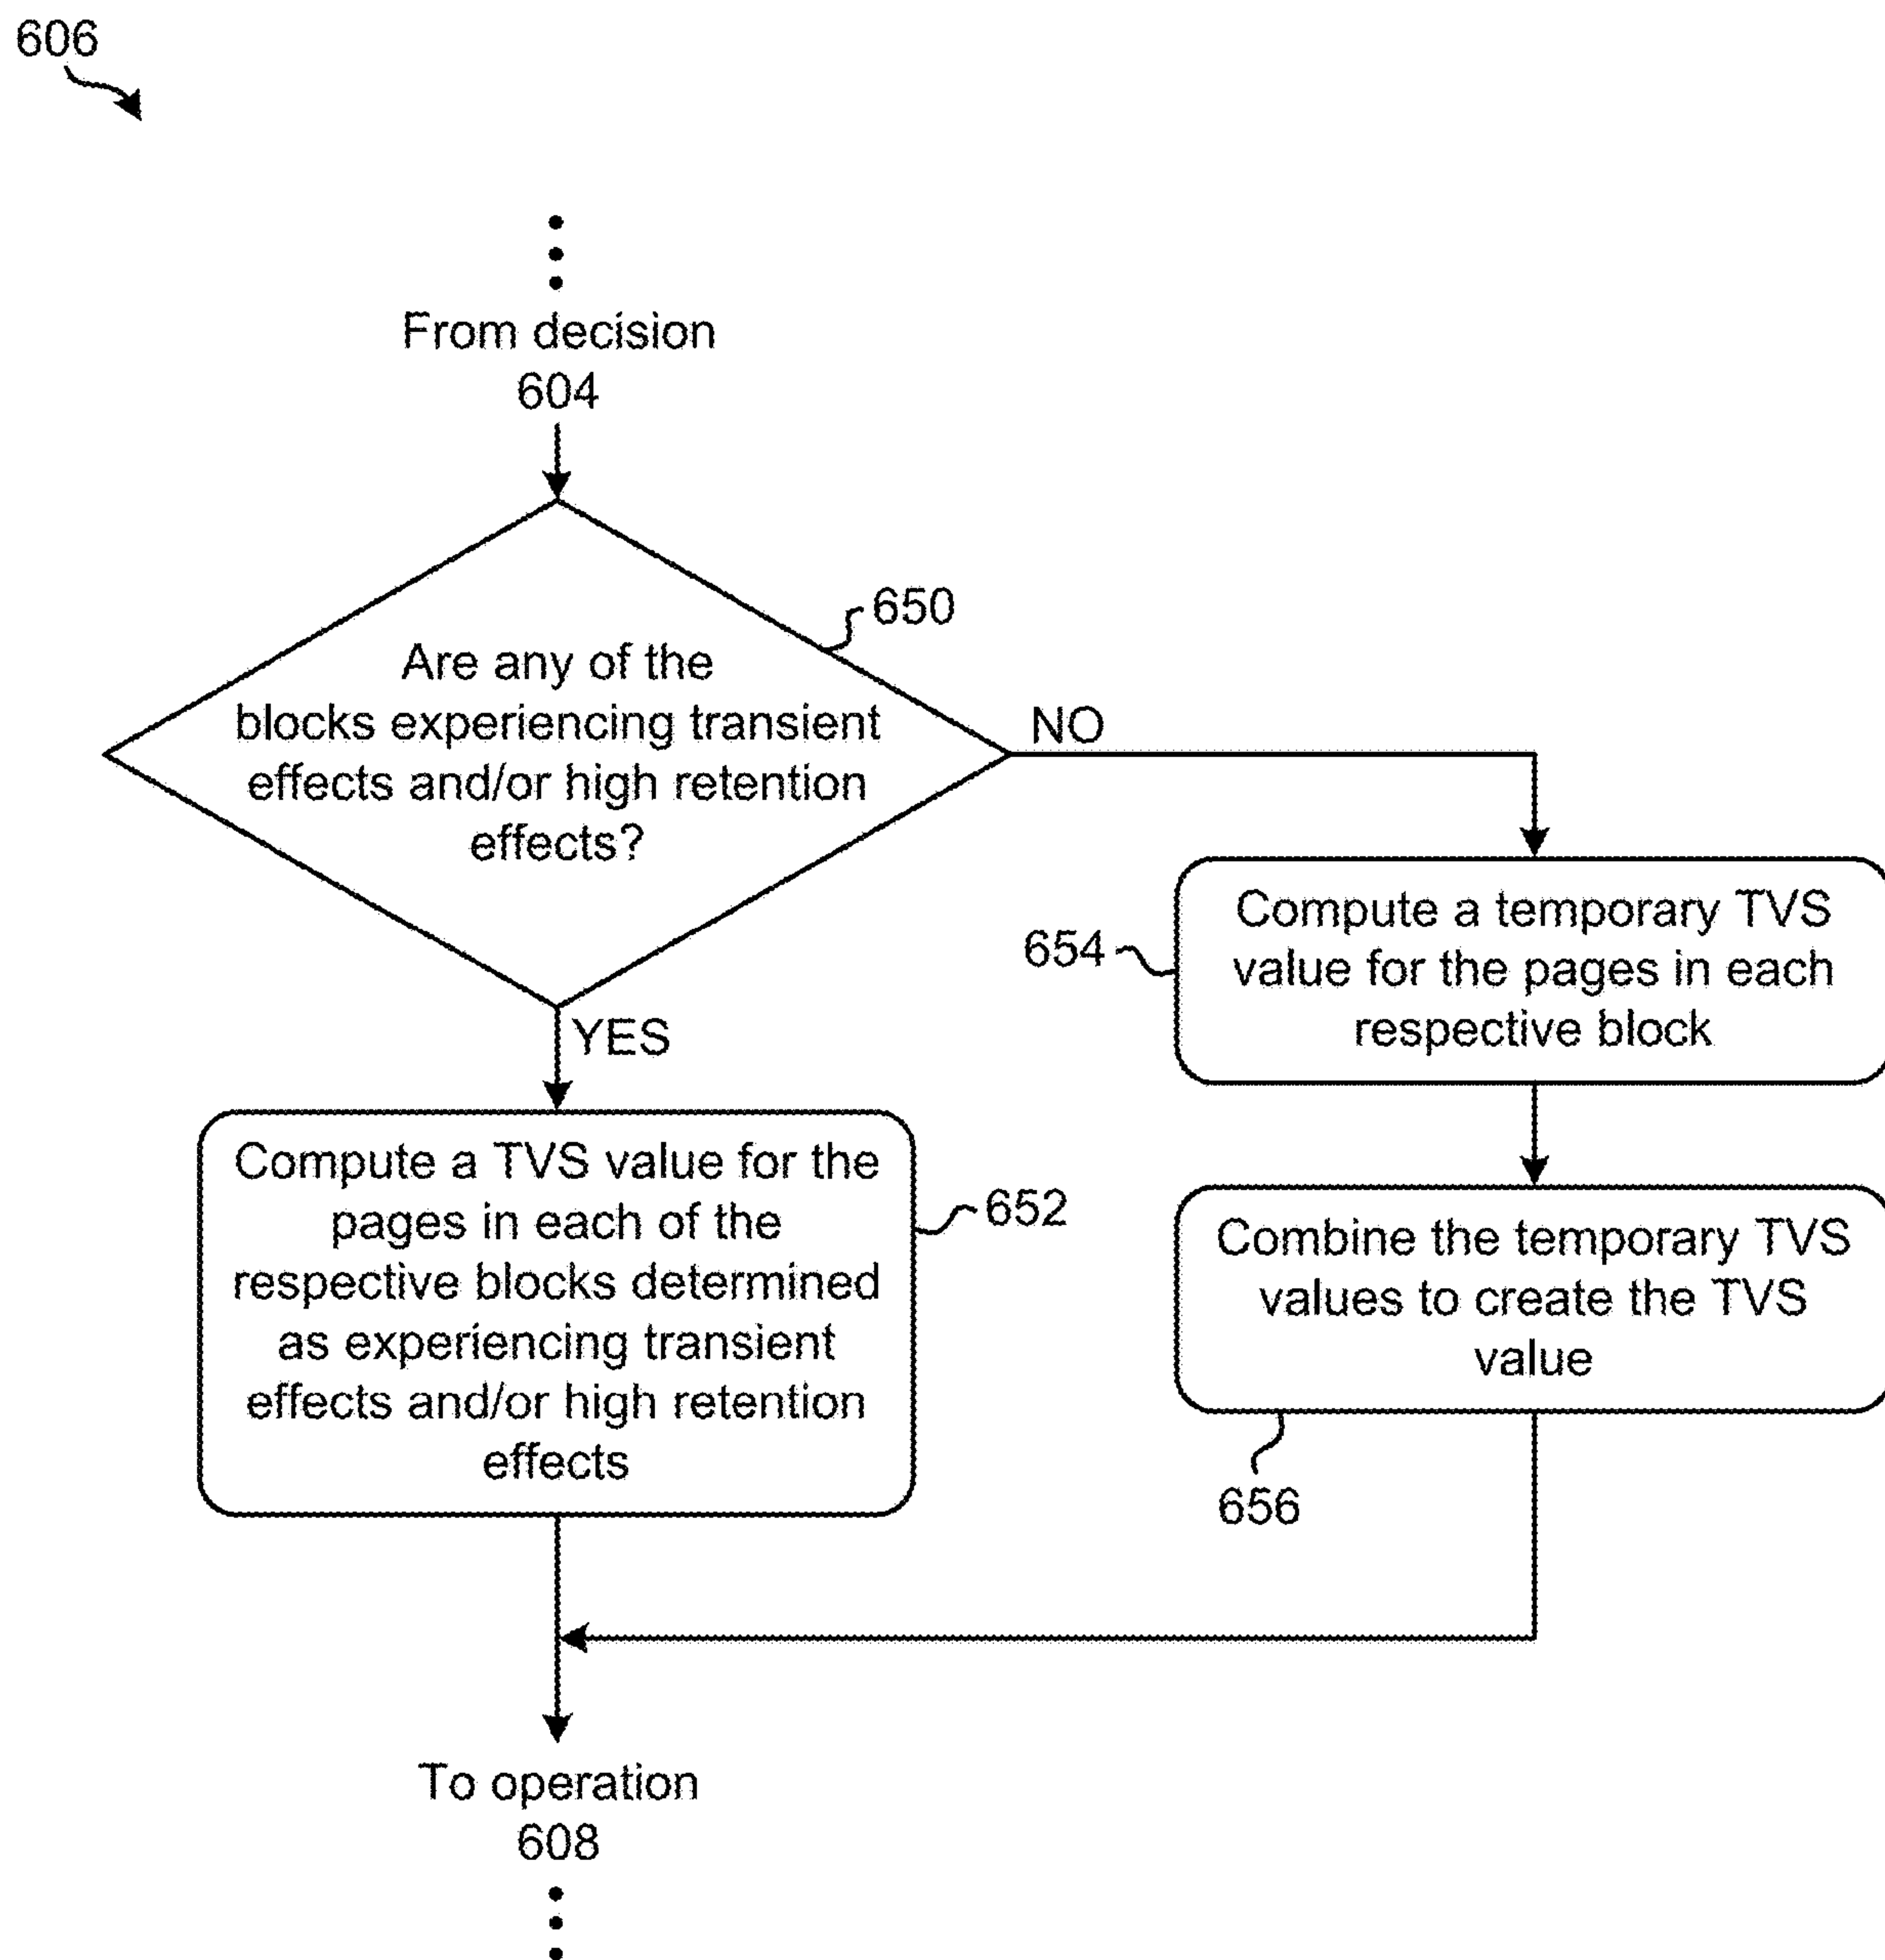 606
From decision
604
650
Are any of the
blocks experiencing transient
effects and/or high retention
effects?
NO
YES
654
Compute a temporary TVS
value for the pages in each
respective block
Compute a TVS value for the
pages in each of the
respective blocks determined
as experiencing transient
effects and/or high retention
effects
652
Combine the temporary TVS
values to create the TVS
value
656
To operation
608